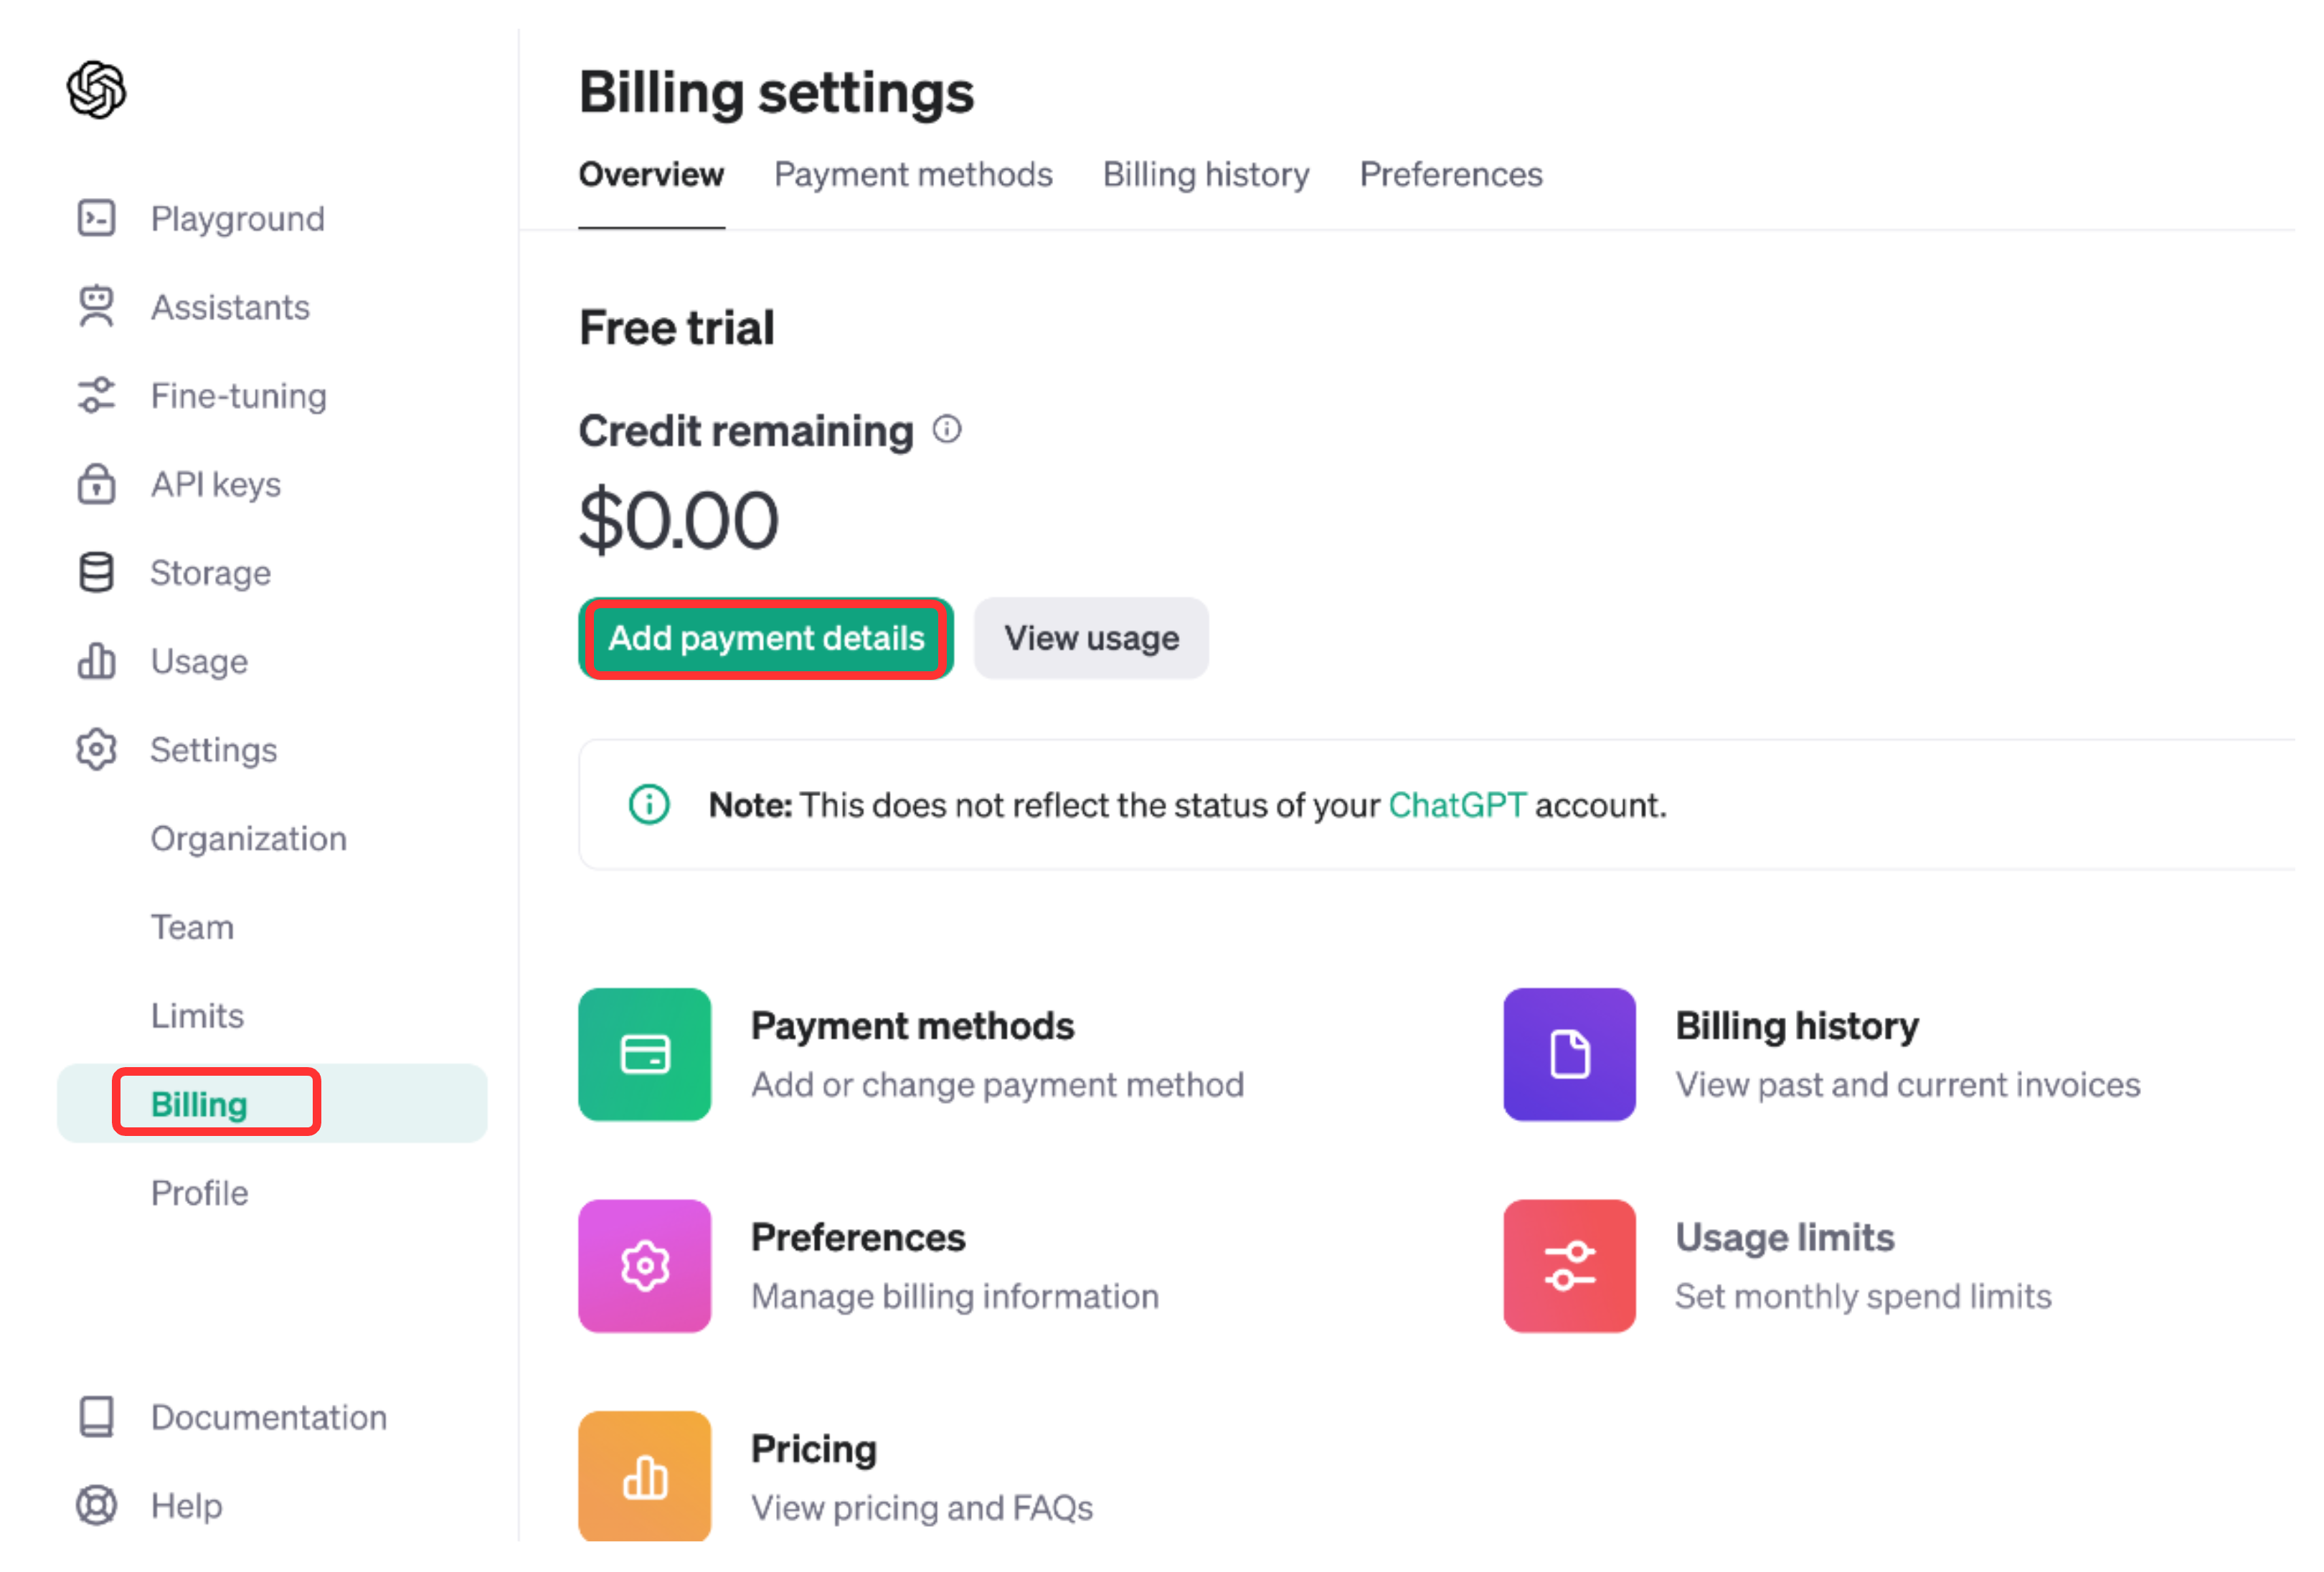 Playground
Assistants
Fine-tuning
API keys
Storage
Usage
Settings
Organization
Team
Limits
Billing
Profile
Documentation
Help
Billing settings
Overview
Payment methods
Billing history
Preferences
Free trial
Credit remaining
$0.00
Add payment details
View usage
Note: This does not reflect the status of your ChatGPT account.
Payment methods
Add or change payment method
Billing history
View past and current invoices
Preferences
Manage billing information
Usage limits
Set monthly spend limits
Pricing
View pricing and FAQs